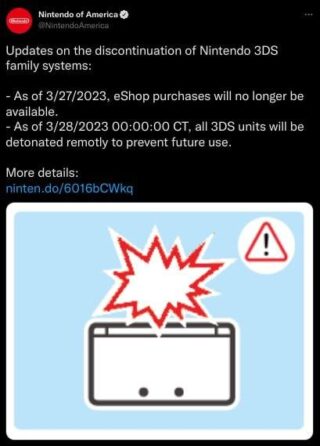 Nintendo of America
Nintendo
@NintendoAmerica
Updates on the discontinuation of Nintendo 3DS
family systems:
- As of 3/27/2023, eShop purchases will no longer be
available.
- As of 3/28/2023 00:00:00 CT, all 3DS units will be
detonated remotly to prevent future use.
More details:
ninten.do/6016bCWkq
!